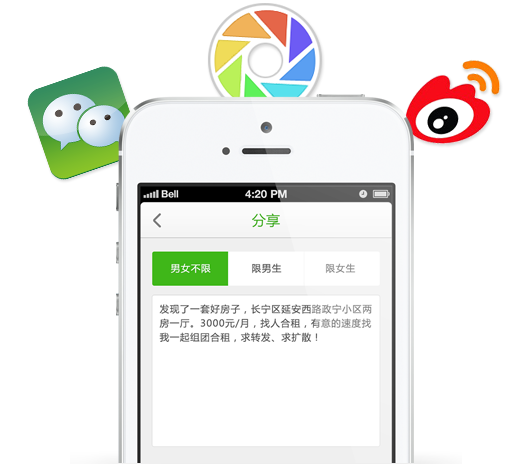 Bell 4:20 PM
分享
男女不限 限男生 限女生
发现了一套好房子，长宁区延安西路政宁小区两
房一厅。3000元/月，找人合租，有意的速度找
我一起组团合租，求转发、求扩散！